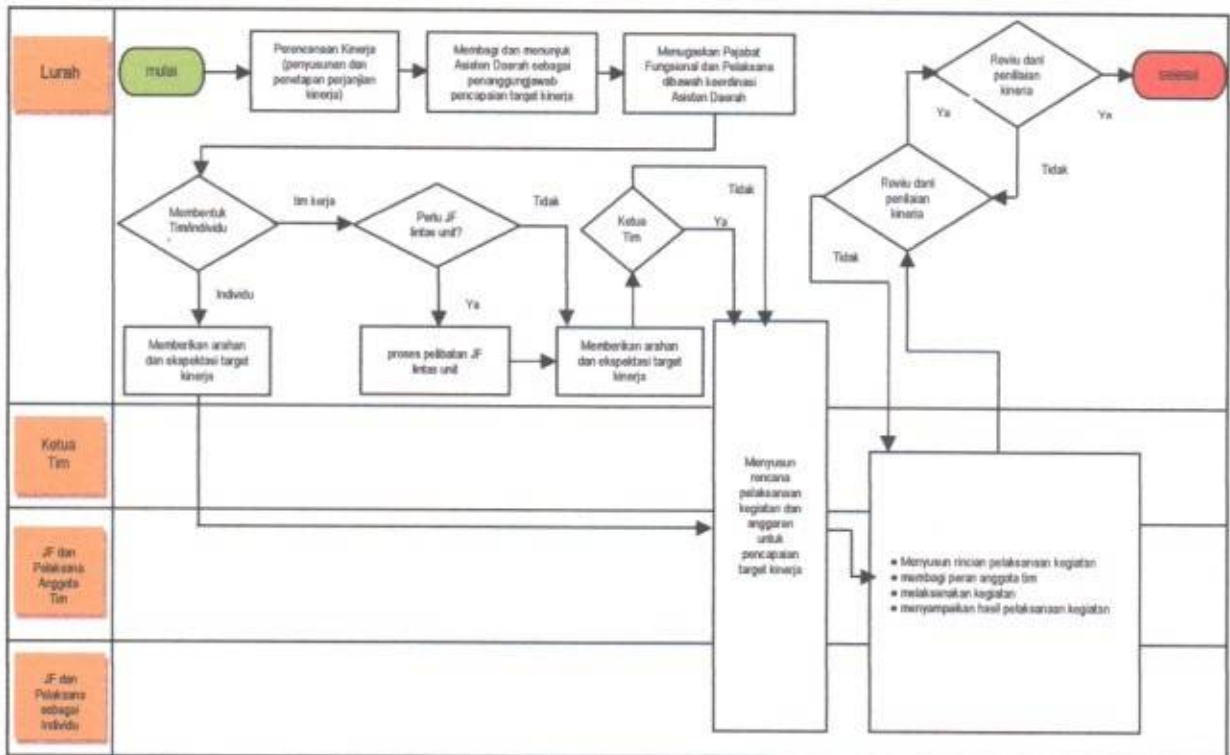 Lurah
mulai
Perencanaan Kinerja
(penyusunan dan
penetapan perjanjian
kinerja)
Membagi dan menunjuk
Asisten Daerah sebagai
penanggungjawab
pencapaian target kinerja
Menugaskan Pejabat
Fungsional dan Pelaksana
dibawah koordinasi
Asisten Daerah
Reviu dani
penilaian
kinerja
Ya
Ya
Tidak
Reviu dani
penilaian
kinerja
Tidak
Membentuk
Tim/individu
tim kerja
Individu
Perlu JF
lintas unit?
Tidak
Ya
Ketua
Tim
Tidak
Ya
Memberikan arahan
dan ekspektasi target
kinerja
proses pelibatan JF
lintas unit
Memberikan arahan
dan ekspektasi target
kinerja
Ketua
Tim
Menyusun
rencana
pelaksanaan
kegiatan dan
anggaran
untuk
pencapaian
target kinerja
JF dan
Pelaksana
Anggota
Tim
• Menyusun rincian pelaksanaan kegiatan
• membagi peran anggota tim
• melaksanakan kegiatan
• menyampaikan hasil pelaksanaan kegiatan
JF dan
Pelaksana
sebagai
Individu